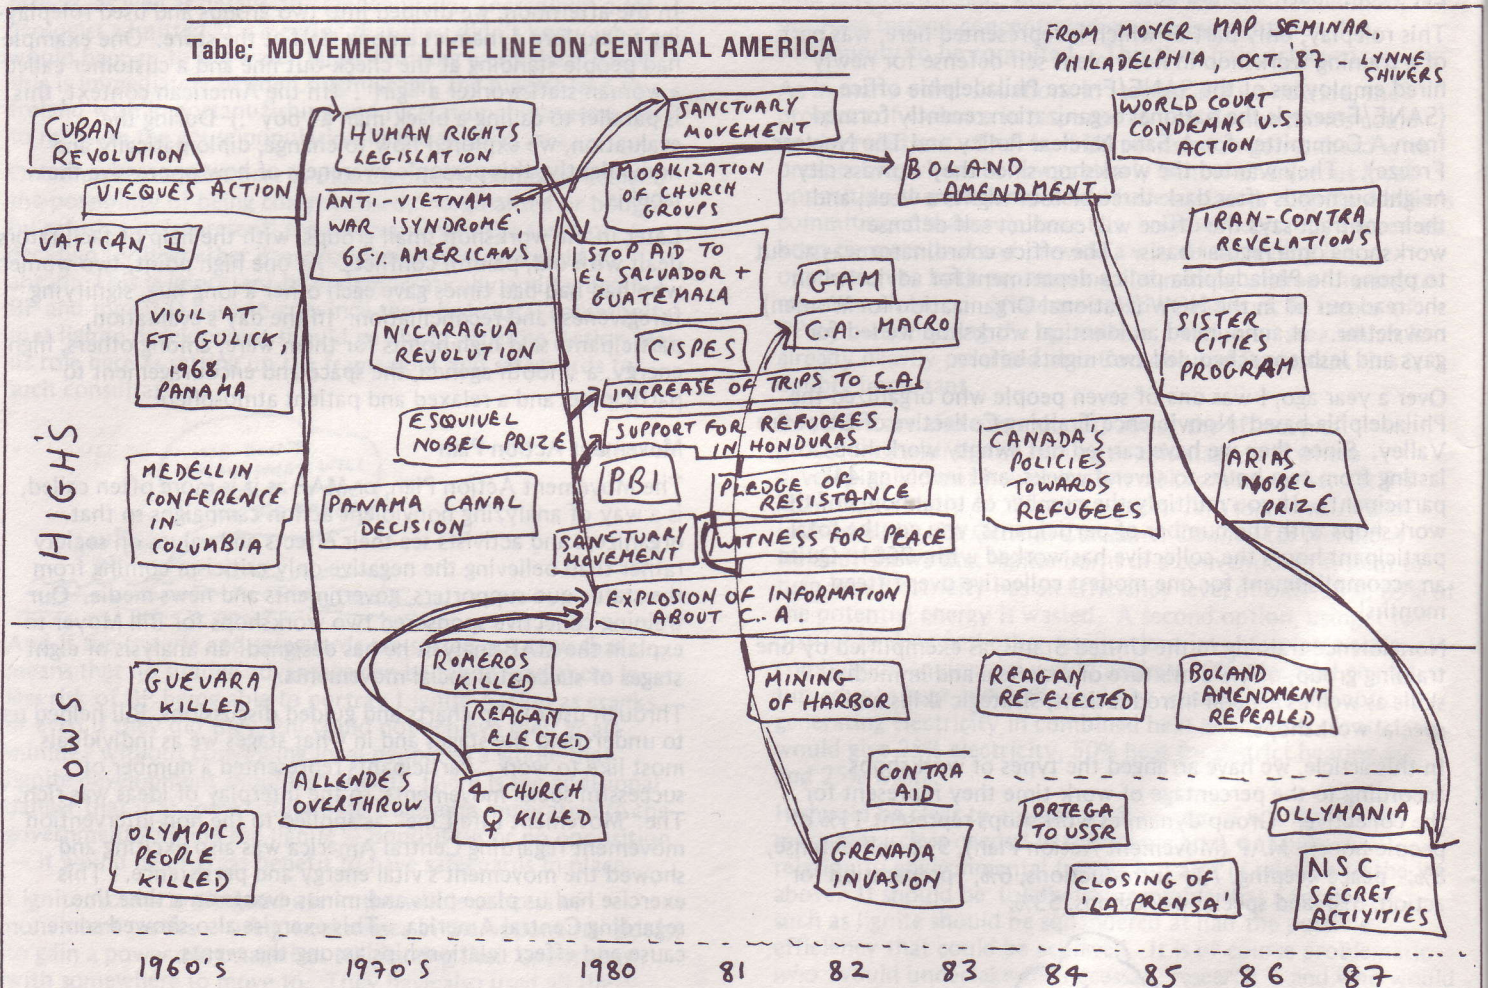 Table; MOVEMENT LIFE LINE ON CENTRAL AMERICA
FROM MOYER MAP SEMINAR
PHILADELPHIA, OCT. '87 - LYNNE
SHIVERS
HIGHS
CUBAN
REVOLUTION
VIEQUES ACTION
VATICAN II
VIGIL AT
FT. GULICK,
1968,
PANAMA
MEDELLIN
CONFERENCE
IN
COLUMBIA
HUMAN RIGHTS
LEGISLATION
ANTI-VIETNAM
WAR 'SYNDROME':
65% AMERICANS
NICARAGUA
REVOLUTION
ESQUIVEL
NOBEL PRIZE
PANAMA CANAL
DECISION
SANCTUARY
MOVEMENT
MOBILIZATION
OF CHURCH
GROUPS
STOP AID TO
EL SALVADOR +
GUATEMALA
CISPES
INCREASE OF TRIPS TO C.A.
SUPPORT FOR REFUGEES
IN HONDURAS
P.B.I.
SANCTUARY
MOVEMENT
PLEDGE OF
RESISTANCE
WITNESS FOR PEACE
EXPLOSION OF INFORMATION
ABOUT C.A.
BOLAND
AMENDMENT
GAM
C.A. MACRO
WORLD COURT
CONDEMNS U.S.
ACTION
IRAN-CONTRA
REVELATION
SISTER
CITIES
PROGRAM
CANADA'S
POLICIES
TOWARDS
REFUGEES
ARIAS
NOBEL
PRIZE
LOWS
GUEVARA
KILLED
OLYMPICS
PEOPLE
KILLED
ALLENDE'S
OVERTHROW
ROMEROS
KILLED
REAGAN
ELECTED
4 CHURCH
♀ KILLED
MINING
OF HARBOR
CONTRA
AID
GRENADA
INVASION
REAGAN
RE-ELECTED
ORTEGA
TO USSR
CLOSING OF
'LA PRENSA'
BOLAND
AMENDMENT
REPEALED
OLLIEMANIA
NSC
SECRET
ACTIVITIES
1960's 1970's 1980 81 82 83 84 85 86 87